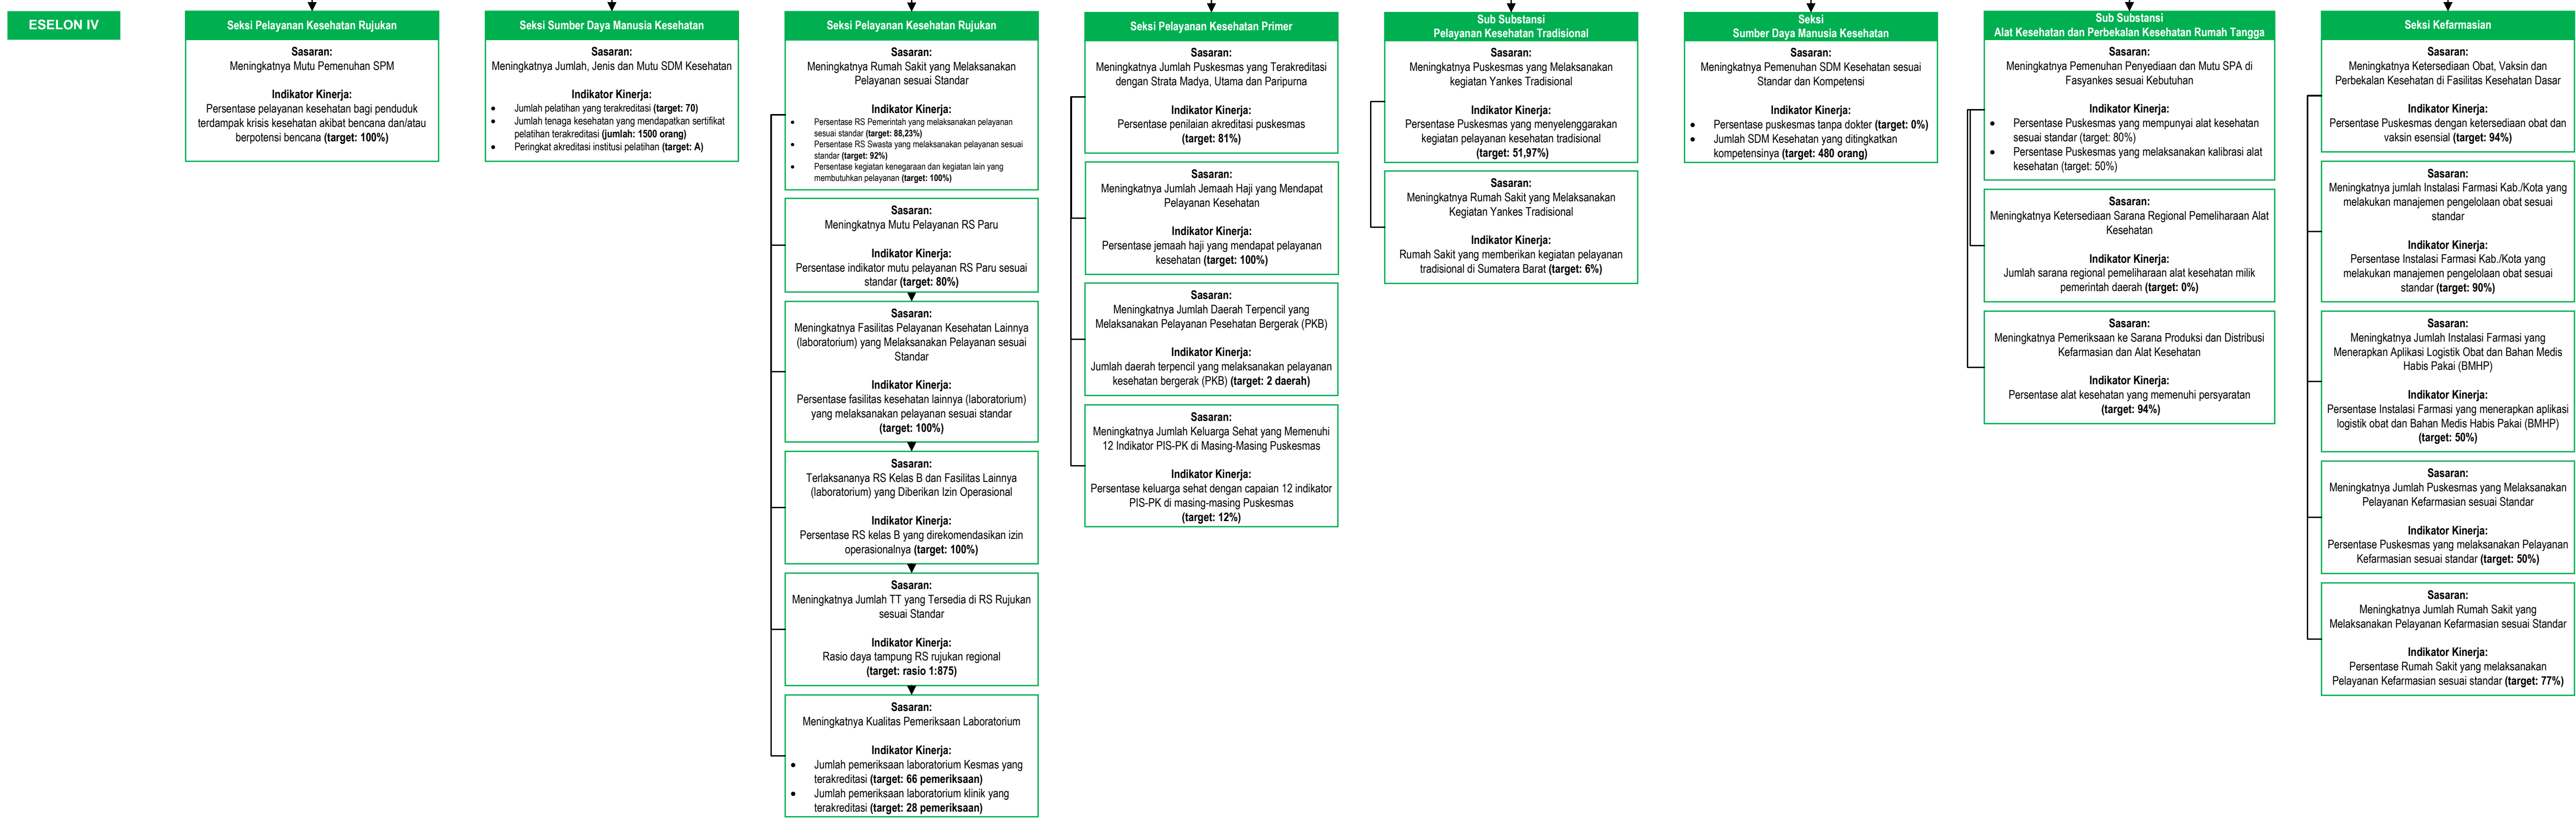 ESELON IV
Seksi Pelayanan Kesehatan Rujukan
Sasaran:
Meningkatnya Mutu Pemenuhan SPM
Indikator Kinerja:
Persentase pelayanan kesehatan bagi penduduk
terdampak krisis kesehatan akibat bencana dan/atau
berpotensi bencana (target: 100%)
Seksi Sumber Daya Manusia Kesehatan
Sasaran:
Meningkatnya Jumlah, Jenis dan Mutu SDM Kesehatan
Indikator Kinerja:
• Jumlah pelatihan yang terakreditasi (target: 70)
• Jumlah tenaga kesehatan yang mendapatkan sertifikat
pelatihan terakreditasi (jumlah: 1500 orang)
• Peringkat akreditasi institusi pelatihan (target: A)
Seksi Pelayanan Kesehatan Rujukan
Sasaran:
Meningkatnya Rumah Sakit yang Melaksanakan
Pelayanan sesuai Standar
Indikator Kinerja:
• Persentase RS Pemerintah yang melaksanakan pelayanan
sesuai standar (target: 88,23%)
• Persentase RS Swasta yang melaksanakan pelayanan sesuai
standar (target: 92%)
• Persentase kegiatan kenegaraan dan kegiatan lain yang
membutuhkan pelayanan (target: 100%)
Sasaran:
Meningkatnya Mutu Pelayanan RS Paru
Indikator Kinerja:
Persentase indikator mutu pelayanan RS Paru sesuai
standar (target: 80%)
Sasaran:
Meningkatnya Fasilitas Pelayanan Kesehatan Lainnya
(laboratorium) yang Melaksanakan Pelayanan sesuai
Standar
Indikator Kinerja:
Persentase fasilitas kesehatan lainnya (laboratorium)
yang melaksanakan pelayanan sesuai standar
(target: 100%)
Sasaran:
Terlaksananya RS Kelas B dan Fasilitas Lainnya
(laboratorium) yang Diberikan Izin Operasional
Indikator Kinerja:
Persentase RS kelas B yang direkomendasikan izin
operasionalnya (target: 100%)
Sasaran:
Meningkatnya Jumlah TT yang Tersedia di RS Rujukan
sesuai Standar
Indikator Kinerja:
Rasio daya tampung RS rujukan regional
(target: rasio 1:875)
Sasaran:
Meningkatnya Kualitas Pemeriksaan Laboratorium
Indikator Kinerja:
• Jumlah pemeriksaan laboratorium Kesmas yang
terakreditasi (target: 66 pemeriksaan)
• Jumlah pemeriksaan laboratorium klinik yang
terakreditasi (target: 28 pemeriksaan)
Seksi Pelayanan Kesehatan Primer
Sasaran:
Meningkatnya Jumlah Puskesmas yang Terakreditasi
dengan Strata Madya, Utama dan Paripurna
Indikator Kinerja:
Persentase penilaian akreditasi puskesmas
(target: 81%)
Sasaran:
Meningkatnya Jumlah Jemaah Haji yang Mendapat
Pelayanan Kesehatan
Indikator Kinerja:
Persentase jemaah haji yang mendapat pelayanan
kesehatan (target: 100%)
Sasaran:
Meningkatnya Jumlah Daerah Terpencil yang
Melaksanakan Pelayanan Pesehatan Bergerak (PKB)
Indikator Kinerja:
Jumlah daerah terpencil yang melaksanakan pelayanan
kesehatan bergerak (PKB) (target: 2 daerah)
Sasaran:
Meningkatnya Jumlah Keluarga Sehat yang Memenuhi
12 Indikator PIS-PK di Masing-Masing Puskesmas
Indikator Kinerja:
Persentase keluarga sehat dengan capaian 12 indikator
PIS-PK di masing-masing Puskesmas
(target: 12%)
Sub Substansi
Pelayanan Kesehatan Tradisional
Sasaran:
Meningkatnya Puskesmas yang Melaksanakan
kegiatan Yankes Tradisional
Indikator Kinerja:
Persentase Puskesmas yang menyelenggarakan
kegiatan pelayanan kesehatan tradisional
(target: 51,97%)
Sasaran:
Meningkatnya Rumah Sakit yang Melaksanakan
Kegiatan Yankes Tradisional
Indikator Kinerja:
Rumah Sakit yang memberikan kegiatan pelayanan
tradisional di Sumatera Barat (target: 6%)
Seksi
Sumber Daya Manusia Kesehatan
Sasaran:
Meningkatnya Pemenuhan SDM Kesehatan sesuai
Standar dan Kompetensi
Indikator Kinerja:
• Persentase puskesmas tanpa dokter (target: 0%)
• Jumlah SDM Kesehatan yang ditingkatkan
kompetensinya (target: 480 orang)
Sub Substansi
Alat Kesehatan dan Perbekalan Kesehatan Rumah Tangga
Sasaran:
Meningkatnya Pemenuhan Penyediaan dan Mutu SPA di
Fasyankes sesuai Kebutuhan
Indikator Kinerja:
• Persentase Puskesmas yang mempunyai alat kesehatan
sesuai standar (target: 80%)
• Persentase Puskesmas yang melaksanakan kalibrasi alat
kesehatan (target: 50%)
Sasaran:
Meningkatnya Ketersediaan Sarana Regional Pemeliharaan Alat
Kesehatan
Indikator Kinerja:
Jumlah sarana regional pemeliharaan alat kesehatan milik
pemerintah daerah (target: 0%)
Sasaran:
Meningkatnya Pemeriksaan ke Sarana Produksi dan Distribusi
Kefarmasian dan Alat Kesehatan
Indikator Kinerja:
Persentase alat kesehatan yang memenuhi persyaratan
(target: 94%)
Seksi Kefarmasian
Sasaran:
Meningkatnya Ketersediaan Obat, Vaksin dan
Perbekalan Kesehatan di Fasilitas Kesehatan Dasar
Indikator Kinerja:
Persentase Puskesmas dengan ketersediaan obat dan
vaksin esensial (target: 94%)
Sasaran:
Meningkatnya jumlah Instalasi Farmasi Kab./Kota yang
melakukan manajemen pengelolaan obat sesuai
standar
Indikator Kinerja:
Persentase Instalasi Farmasi Kab./Kota yang
melakukan manajemen pengelolaan obat sesuai
standar (target: 90%)
Sasaran:
Meningkatnya Jumlah Instalasi Farmasi yang
Menerapkan Aplikasi Logistik Obat dan Bahan Medis
Habis Pakai (BMHP)
Indikator Kinerja:
Persentase Instalasi Farmasi yang menerapkan aplikasi
logistik obat dan Bahan Medis Habis Pakai (BMHP)
(target: 50%)
Sasaran:
Meningkatnya Jumlah Puskesmas yang Melaksanakan
Pelayanan Kefarmasian sesuai Standar
Indikator Kinerja:
Persentase Puskesmas yang melaksanakan Pelayanan
Kefarmasian sesuai standar (target: 50%)
Sasaran:
Meningkatnya Jumlah Rumah Sakit yang
Melaksanakan Pelayanan Kefarmasian sesuai Standar
Indikator Kinerja:
Persentase Rumah Sakit yang melaksanakan
Pelayanan Kefarmasian sesuai standar (target: 77%)